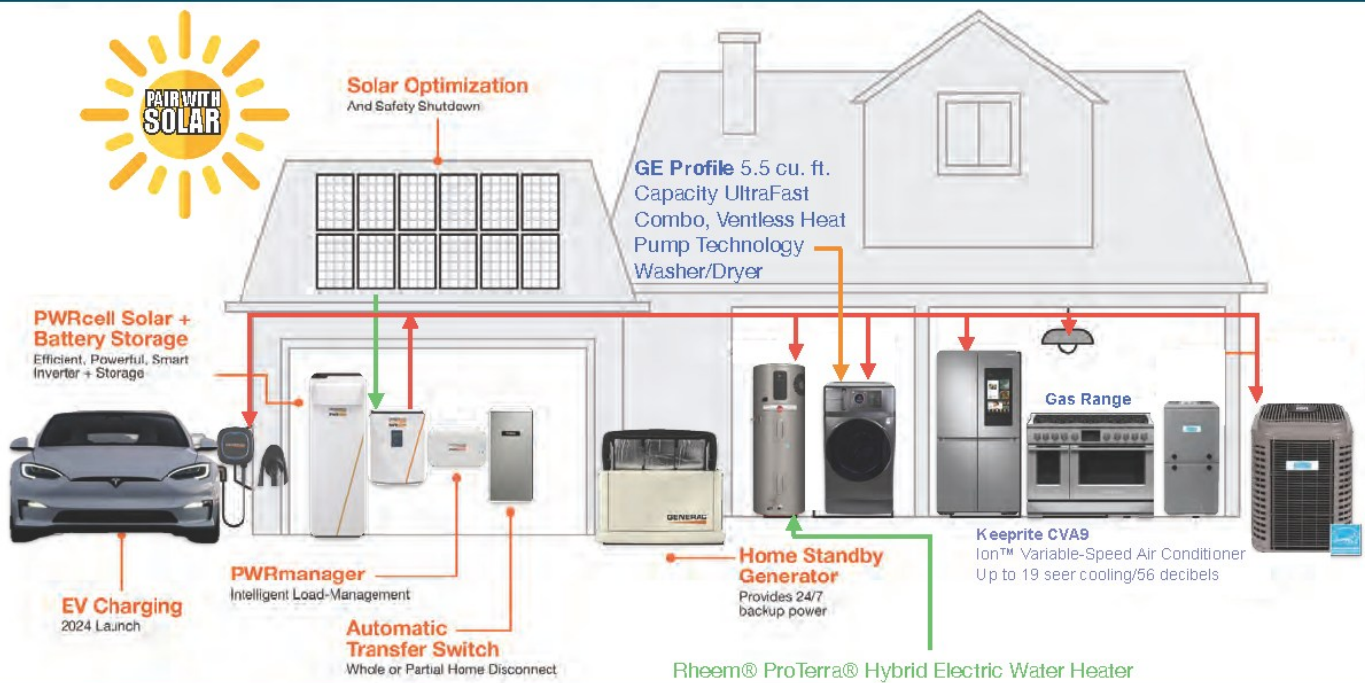 PAIR WITH
SOLAR
Solar Optimization
And Safety Shutdown
GE Profile 5.5 cu. ft.
Capacity UltraFast
Combo, Ventless Heat
Pump Technology
Washer/Dryer
PWRcell Solar +
Battery Storage
Efficient, Powerful, Smart
Inverter + Storage
Gas Range
GENERAC
Keeprite CVA9
Ion™ Variable-Speed Air Conditioner
Up to 19 seer cooling/56 decibels
Home Standby
Generator
Provides 24/7
backup power
PWRmanager
Intelligent Load-Management
EV Charging
2024 Launch
Automatic
Transfer Switch
Whole or Partial Home Disconnect
Rheem® ProTerra® Hybrid Electric Water Heater